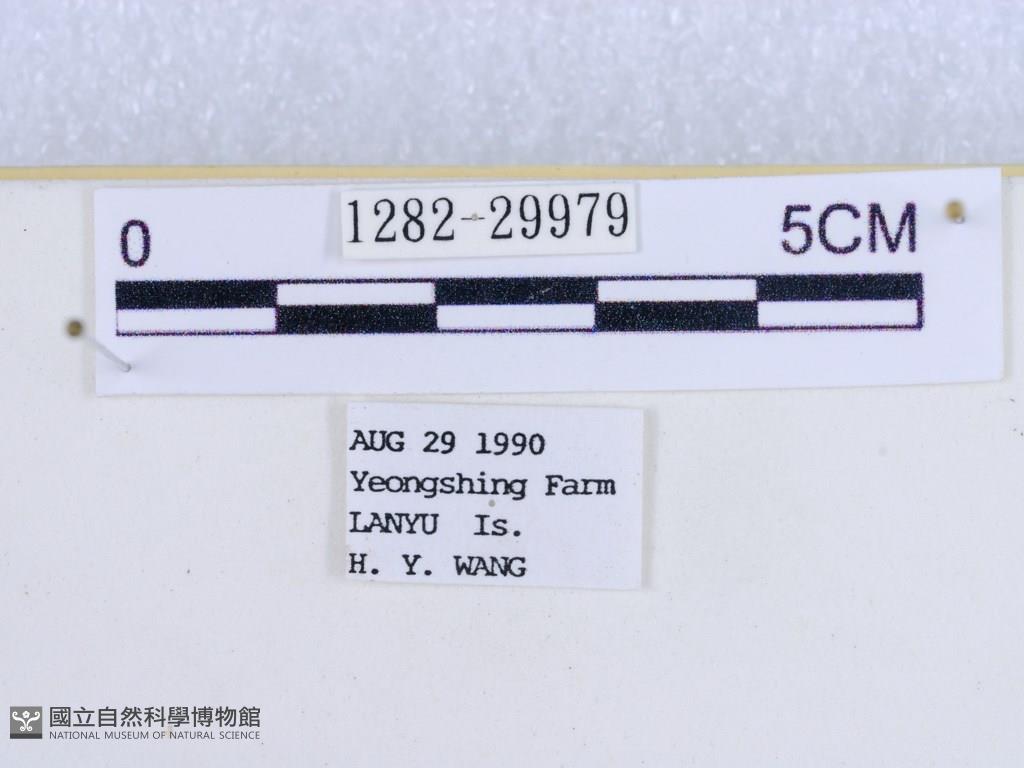 0
1282-29979
5CM
AUG 29 1990
Yeongshing Farm
LANYU Is.
H. Y. WANG
國立自然科學博物館
NATIONAL MUSEUM OF NATURAL SCIENCE